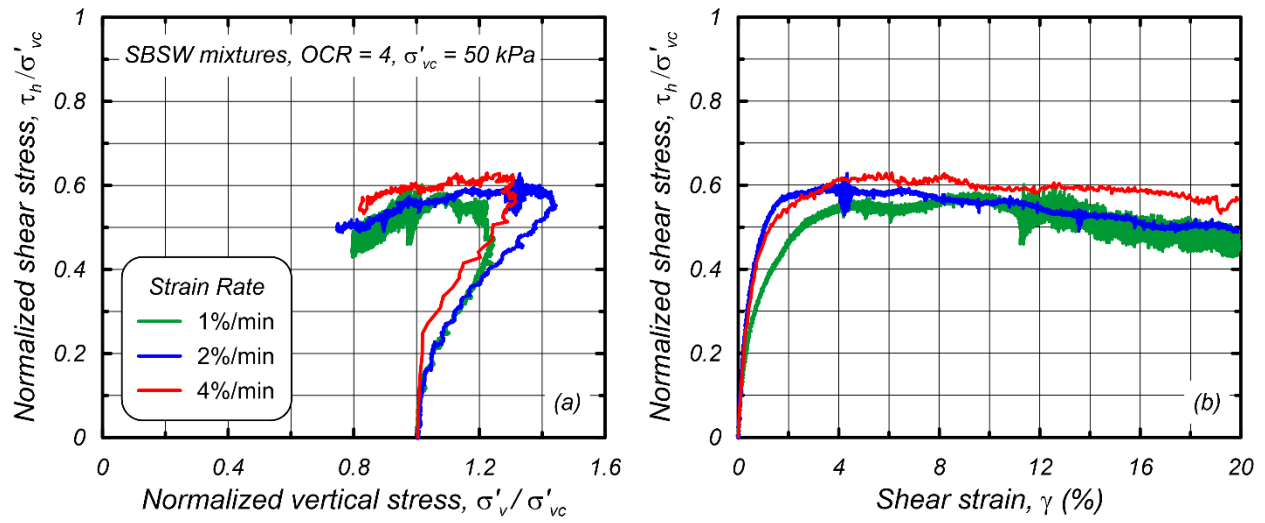 SBSW mixtures, OCR = 4, σ'vc = 50 kPa
Normalized shear stress, τh/σ'vc
1
0.8
0.6
0.4
0.2
0
Strain Rate
1%/min
2%/min
4%/min
(a)
0 0.4 0.8 1.2 1.6
Normalized vertical stress, σ'v/σ'vc
Normalized shear stress, τh/σ'vc
1
0.8
0.6
0.4
0.2
0
(b)
0 4 8 12 16 20
Shear strain, γ (%)